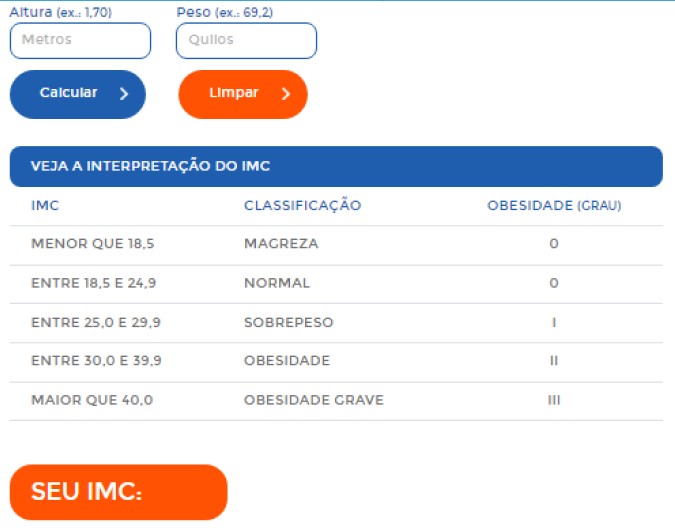 Altura (ex.: 1,70) Peso (ex.: 69,2)
Metros Quilos
Calcular Limpar
VEJA A INTERPRETAÇÃO DO IMC
IMC CLASSIFICAÇÃO OBESIDADE (GRAU)
MENOR QUE 18,5 MAGREZA 0
ENTRE 18,5 E 24,9 NORMAL 0
ENTRE 25,0 E 29,9 SOBREPESO I
ENTRE 30,0 E 39,9 OBESIDADE II
MAIOR QUE 40,0 OBESIDADE GRAVE III
SEU IMC: